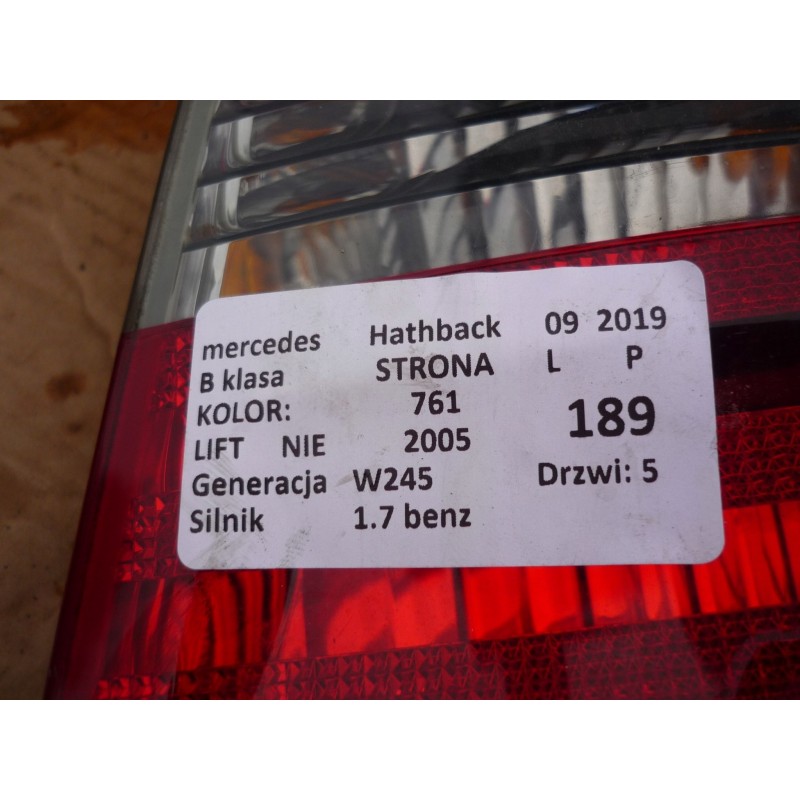 mercedes Hathback 09 2019
B klasa STRONA L P
KOLOR: 761 189
LIFT NIE 2005
Generacja W245 Drzwi: 5
Silnik 1.7 benz